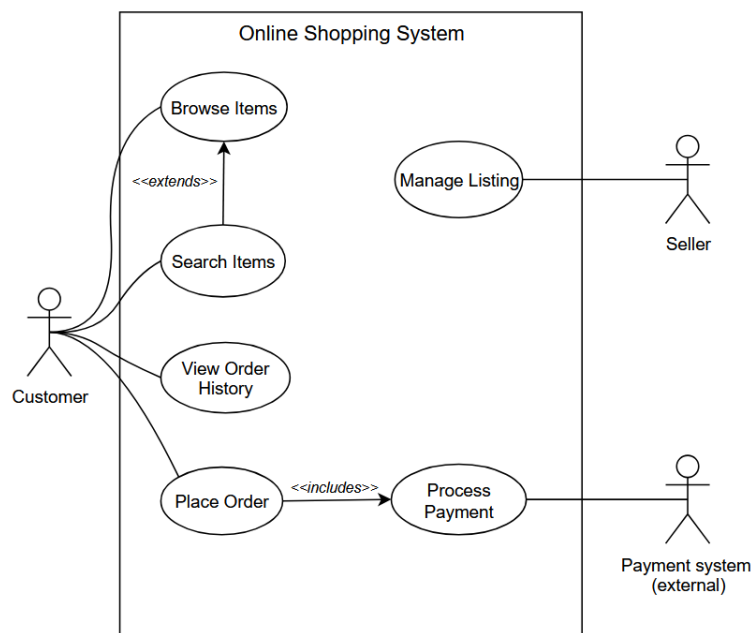 Online Shopping System
Browse Items
<<extends>>
Manage Listing
Seller
Search Items
Customer
View Order
History
Place Order
<<includes>>
Process
Payment
Payment system
(external)